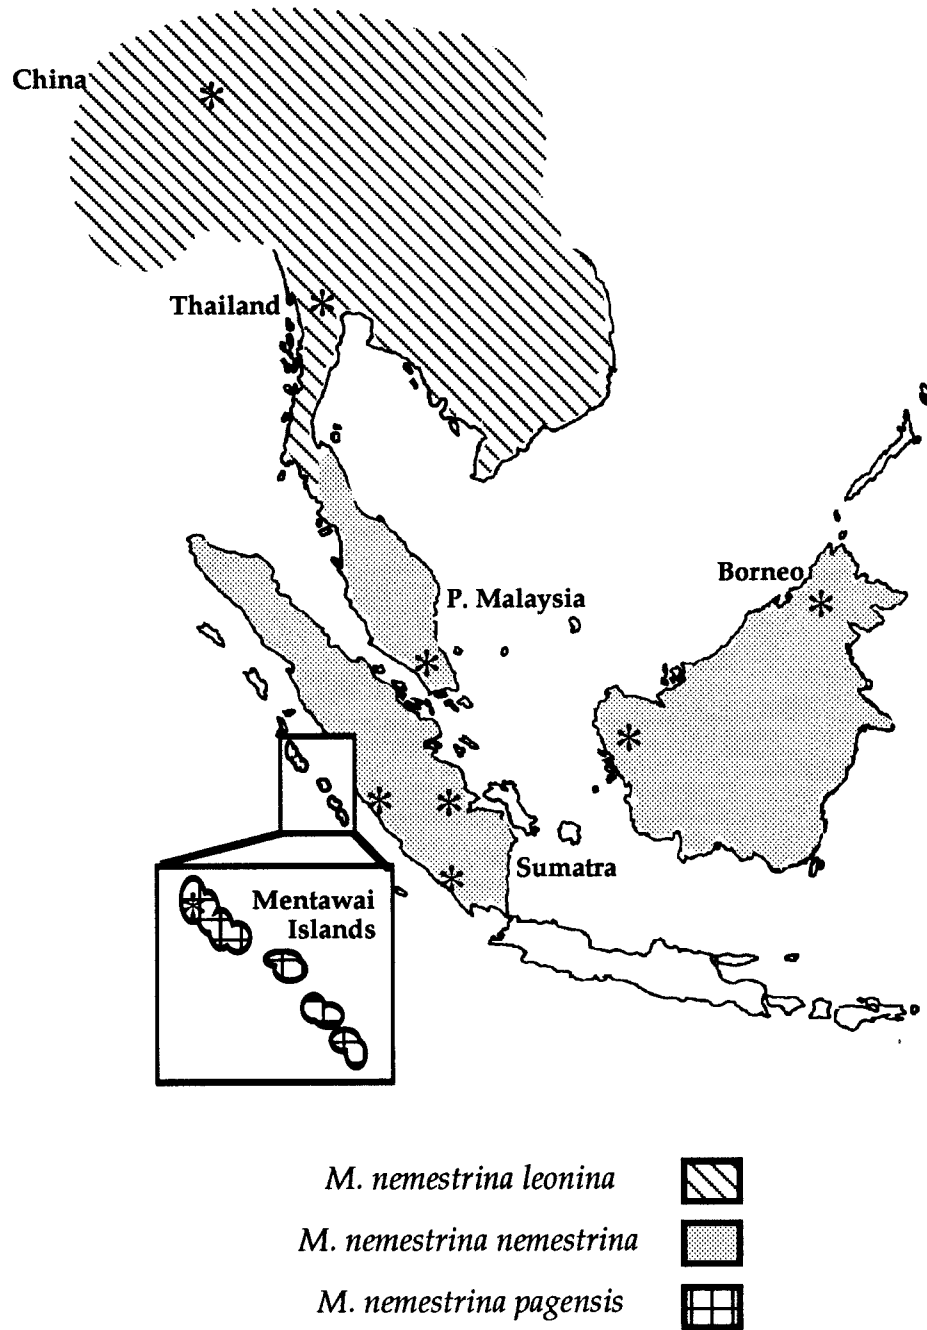 China
Thailand
P. Malaysia
Borneo
Sumatra
Mentawai
Islands
M. nemestrina leonina
M. nemestrina nemestrina
M. nemestrina pagensis